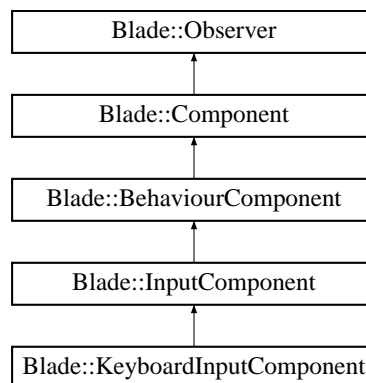 Blade::Observer
Blade::Component
Blade::BehaviourComponent
Blade::InputComponent
Blade::KeyboardInputComponent